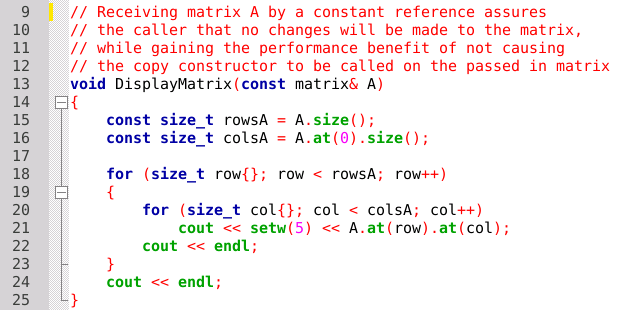 9 // Receiving matrix A by a constant reference assures
10 // the caller that no changes will be made to the matrix,
11 // while gaining the performance benefit of not causing
12 // the copy constructor to be called on the passed in matrix
13 void DisplayMatrix(const matrix& A)
14 {
15     const size_t rowsA = A.size();
16     const size_t colsA = A.at(0).size();
17
18     for (size_t row{}; row < rowsA; row++)
19     {
20         for (size_t col{}; col < colsA; col++)
21             cout << setw(5) << A.at(row).at(col);
22         cout << endl;
23     }
24     cout << endl;
25 }